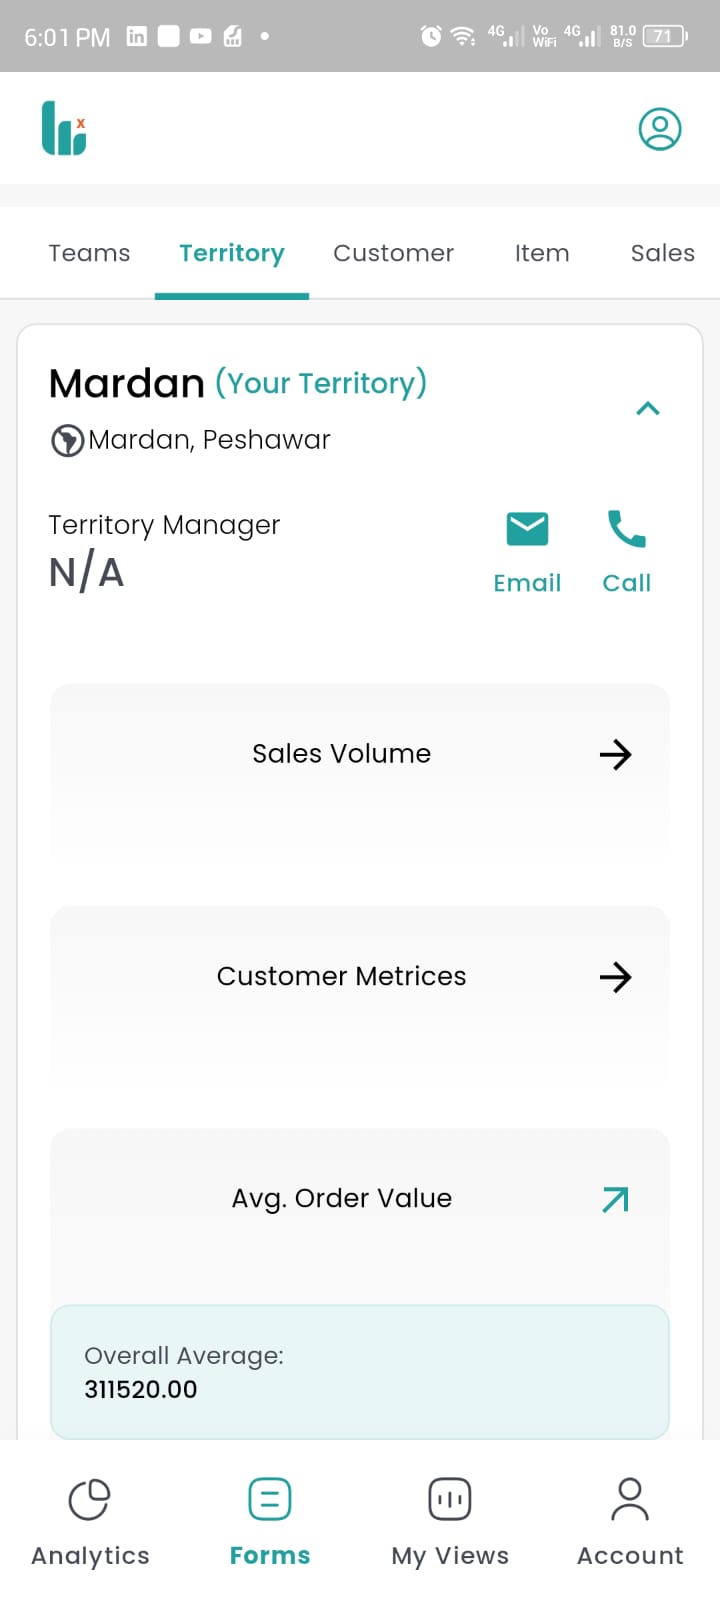 6:01 PM in 4G Vo WiFi 4G 81.0 B/S 71
x
Teams Territory Customer Item Sales
Mardan (Your Territory)
Mardan, Peshawar
Territory Manager
N/A
Email Call
Sales Volume
Customer Metrices
Avg. Order Value
Overall Average:
311520.00
Analytics Forms My Views Account